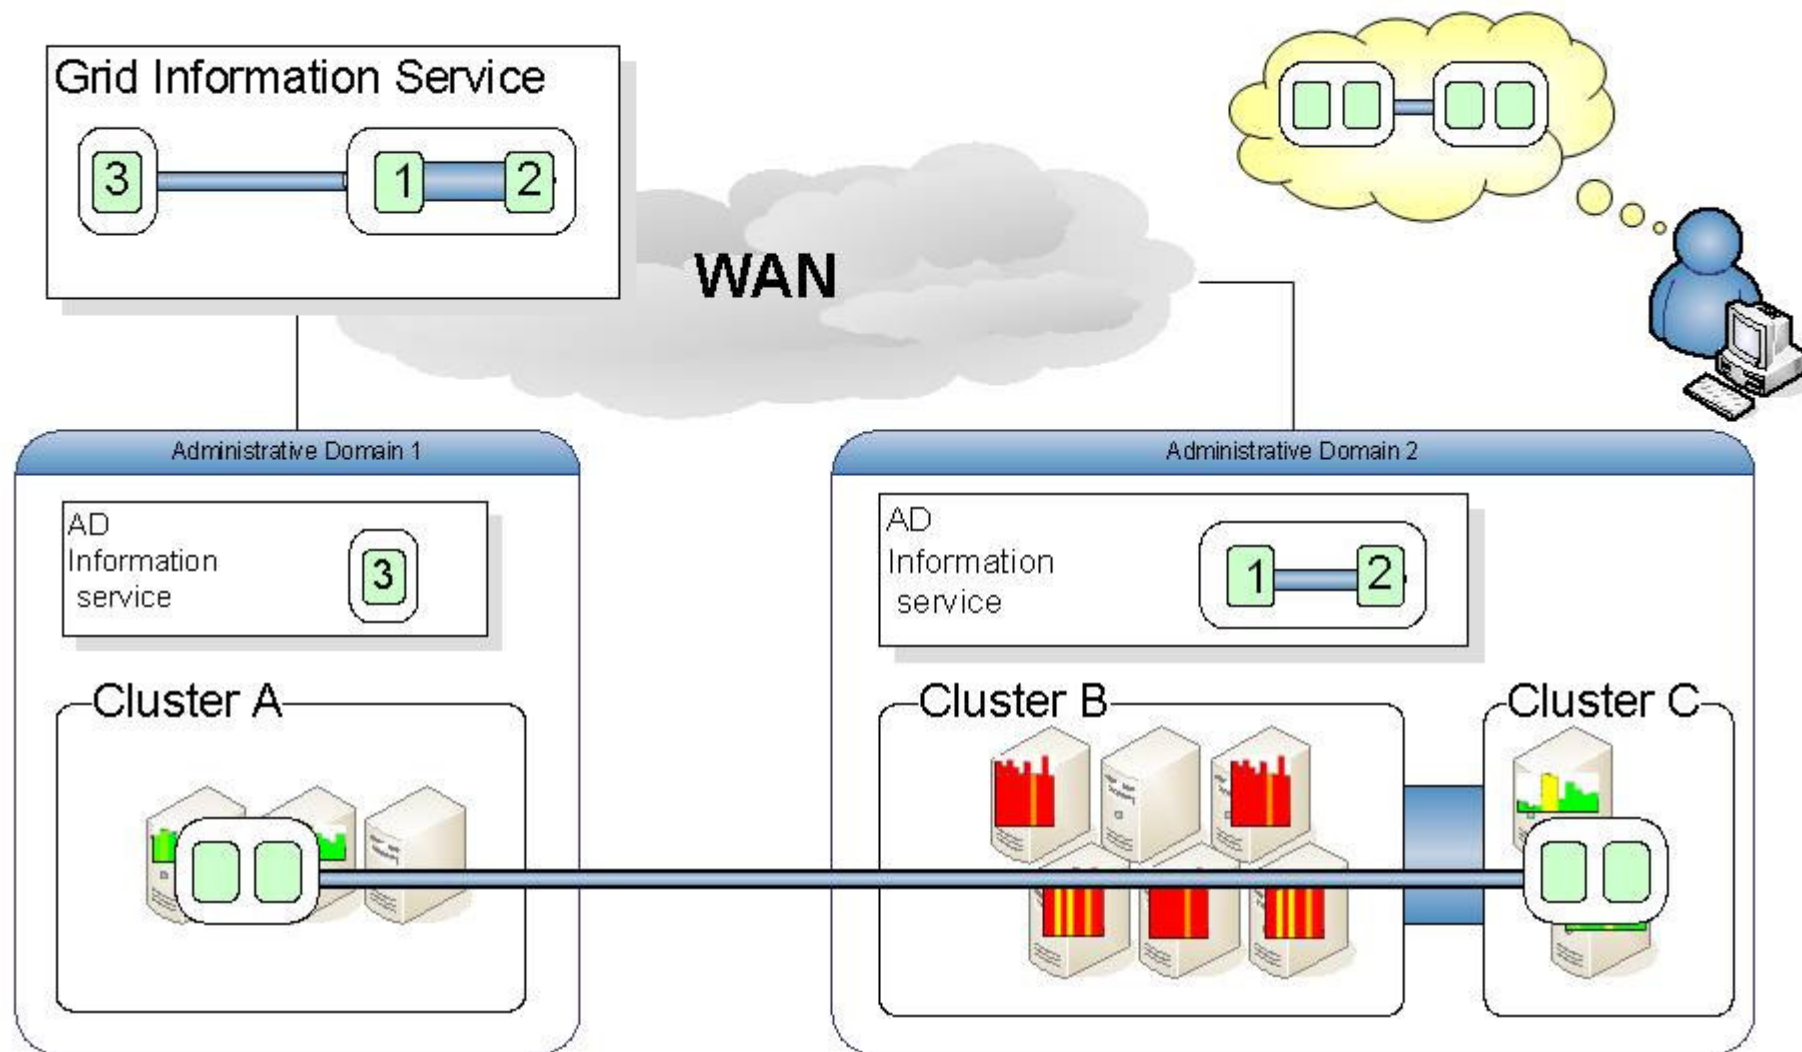 Grid Information Service
3
1
2
WAN
Administrative Domain 1
AD
Information
service
3
Cluster A
Administrative Domain 2
AD
Information
service
1
2
Cluster B
Cluster C